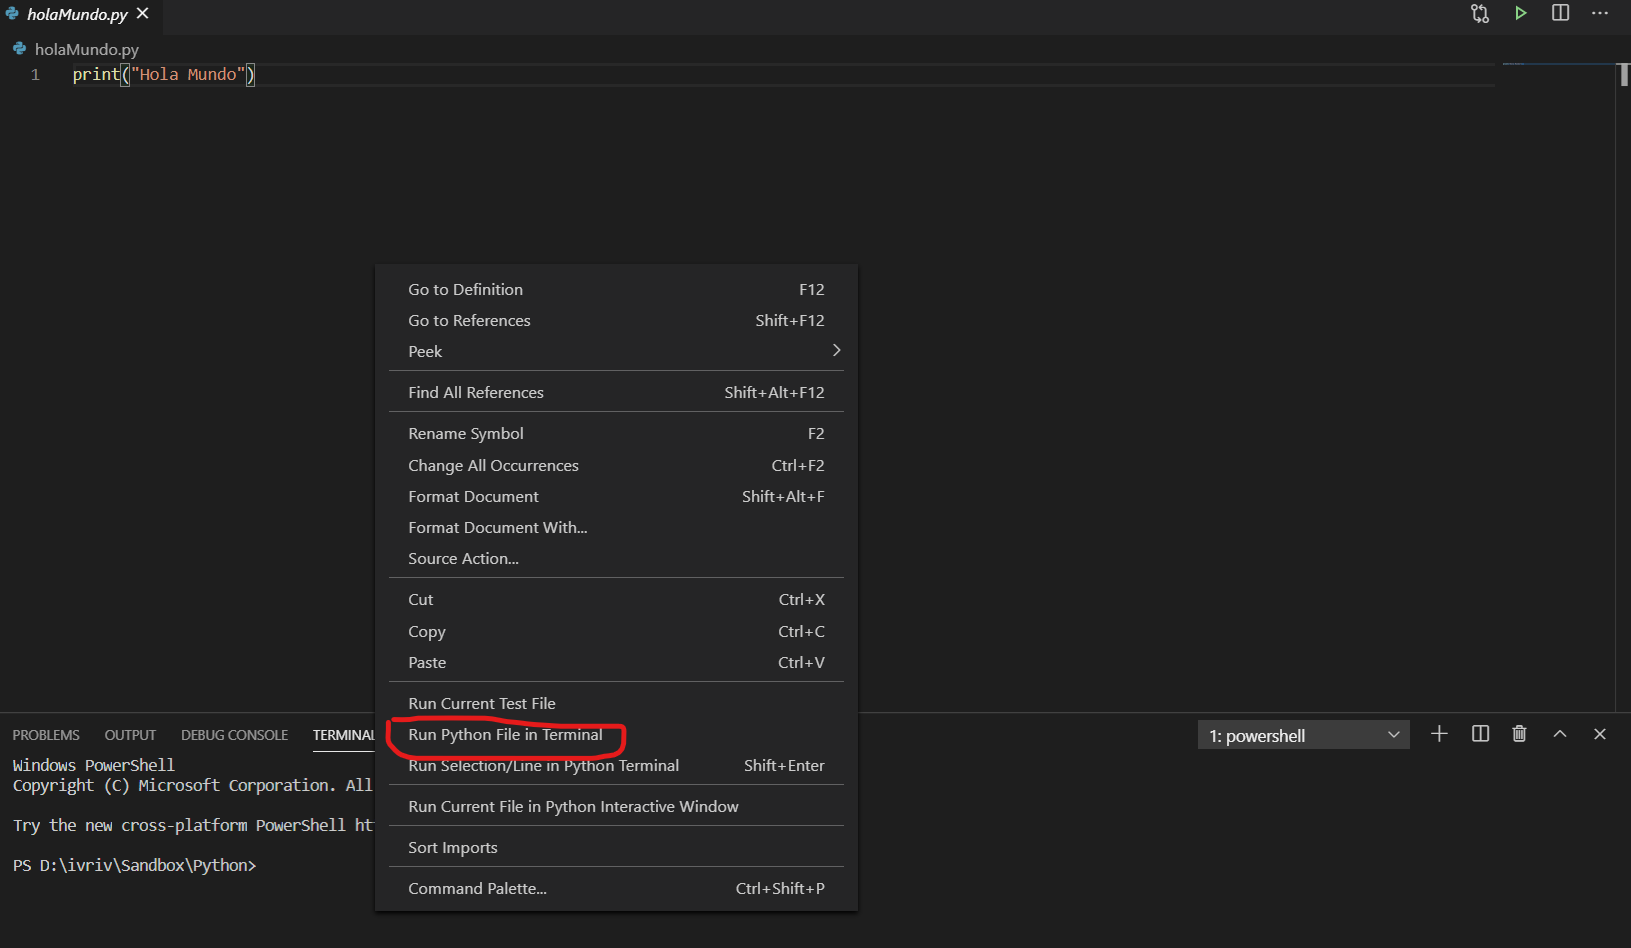 holaMundo.py
holaMundo.py
1 print("Hola Mundo")
Go to Definition F12
Go to References Shift+F12
Peek
Find All References Shift+Alt+F12
Rename Symbol F2
Change All Occurrences Ctrl+F2
Format Document Shift+Alt+F
Format Document With...
Source Action...
Cut Ctrl+X
Copy Ctrl+C
Paste Ctrl+V
Run Current Test File
Run Python File in Terminal
Run Selection/Line in Python Terminal Shift+Enter
Run Current File in Python Interactive Window
Sort Imports
Command Palette... Ctrl+Shift+P
PROBLEMS OUTPUT DEBUG CONSOLE TERMINAL 1: powershell
Windows PowerShell
Copyright (C) Microsoft Corporation. All
Try the new cross-platform PowerShell
PS D:\ivriv\Sandbox\Python>